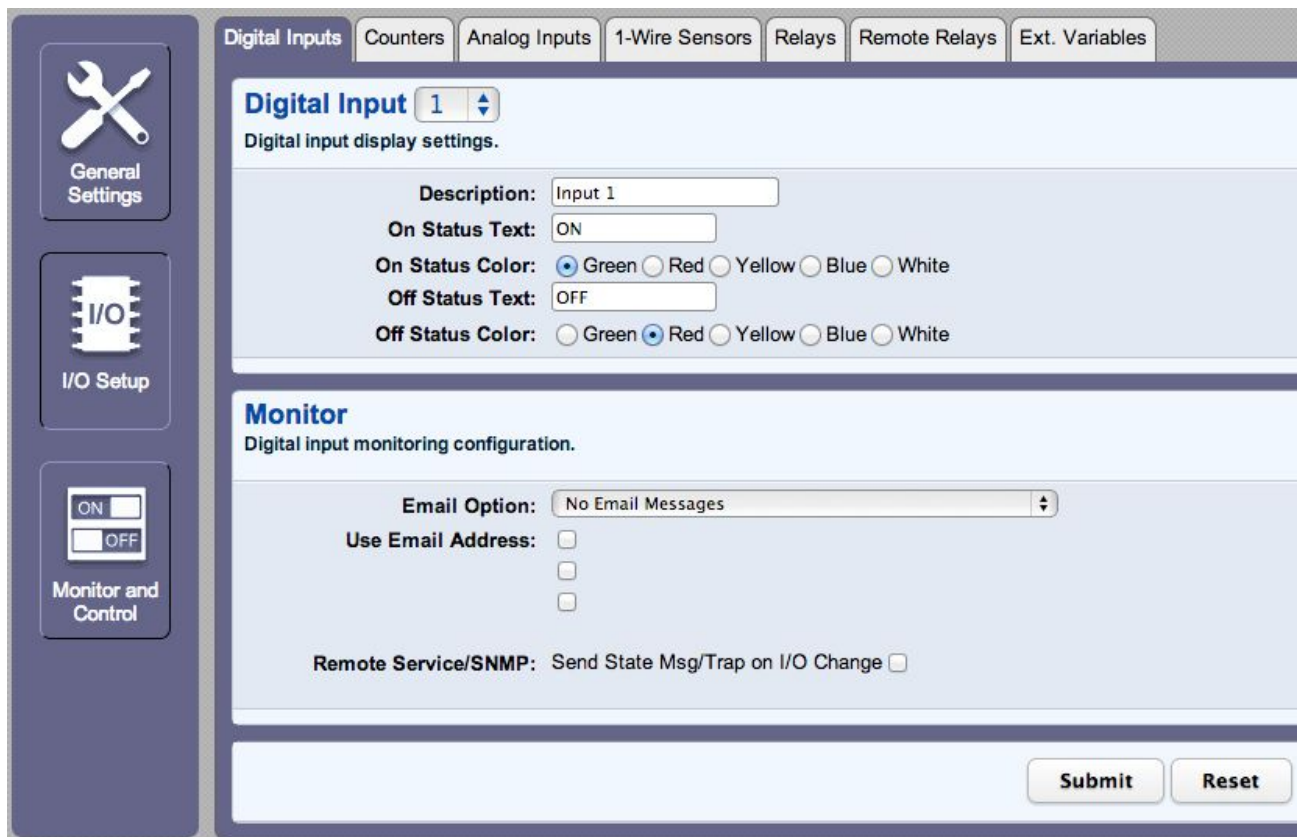 General
Settings
I/O
I/O Setup
ON
OFF
Monitor and
Control
Digital Inputs Counters Analog Inputs 1-Wire Sensors Relays Remote Relays Ext. Variables
Digital Input 1
Digital input display settings.
Description: Input 1
On Status Text: ON
On Status Color: Green Red Yellow Blue White
Off Status Text: OFF
Off Status Color: Green Red Yellow Blue White
Monitor
Digital input monitoring configuration.
Email Option: No Email Messages
Use Email Address:
Remote Service/SNMP: Send State Msg/Trap on I/O Change
Submit Reset